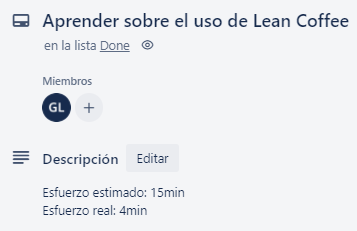 Aprender sobre el uso de Lean Coffee
en la lista Done
Miembros
GL +
Descripción Editar
Esfuerzo estimado: 15min
Esfuerzo real: 4min